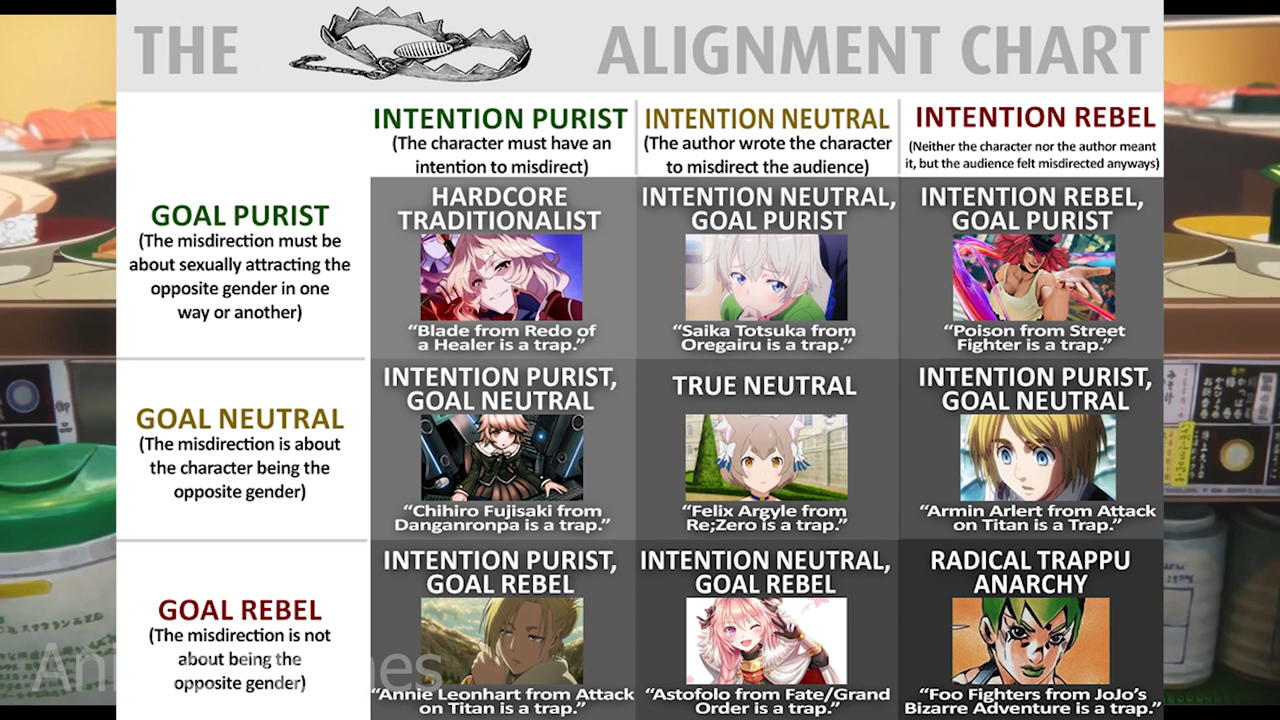 THE ALIGNMENT CHART
INTENTION PURIST
(The character must have an
intention to misdirect)
INTENTION NEUTRAL
(The author wrote the character
to misdirect the audience)
INTENTION REBEL
(Neither the character nor the author meant
it, but the audience felt misdirected anyways)
GOAL PURIST
(The misdirection must be
about sexually attracting the
opposite gender in one
way or another)
HARDCORE
TRADITIONALIST
“Blade from Redo of
a Healer is a trap.”
INTENTION NEUTRAL,
GOAL PURIST
“Saika Totsuka from
Oregairu is a trap.”
INTENTION REBEL,
GOAL PURIST
“Poison from Street
Fighter is a trap.”
GOAL NEUTRAL
(The misdirection is about
the character being the
opposite gender)
INTENTION PURIST,
GOAL NEUTRAL
“Chihiro Fujisaki from
Danganronpa is a trap.”
TRUE NEUTRAL
“Felix Argyle from
Re;Zero is a trap.”
INTENTION PURIST,
GOAL NEUTRAL
“Armin Arlert from Attack
on Titan is a Trap.”
GOAL REBEL
(The misdirection is not
about being the
opposite gender)
INTENTION PURIST,
GOAL REBEL
“Annie Leonhart from Attack
on Titan is a trap.”
INTENTION NEUTRAL,
GOAL REBEL
“Astofolo from Fate/Grand
Order is a trap.”
RADICAL TRAPPU
ANARCHY
“Foo Fighters from JoJo’s
Bizarre Adventure is a trap.”